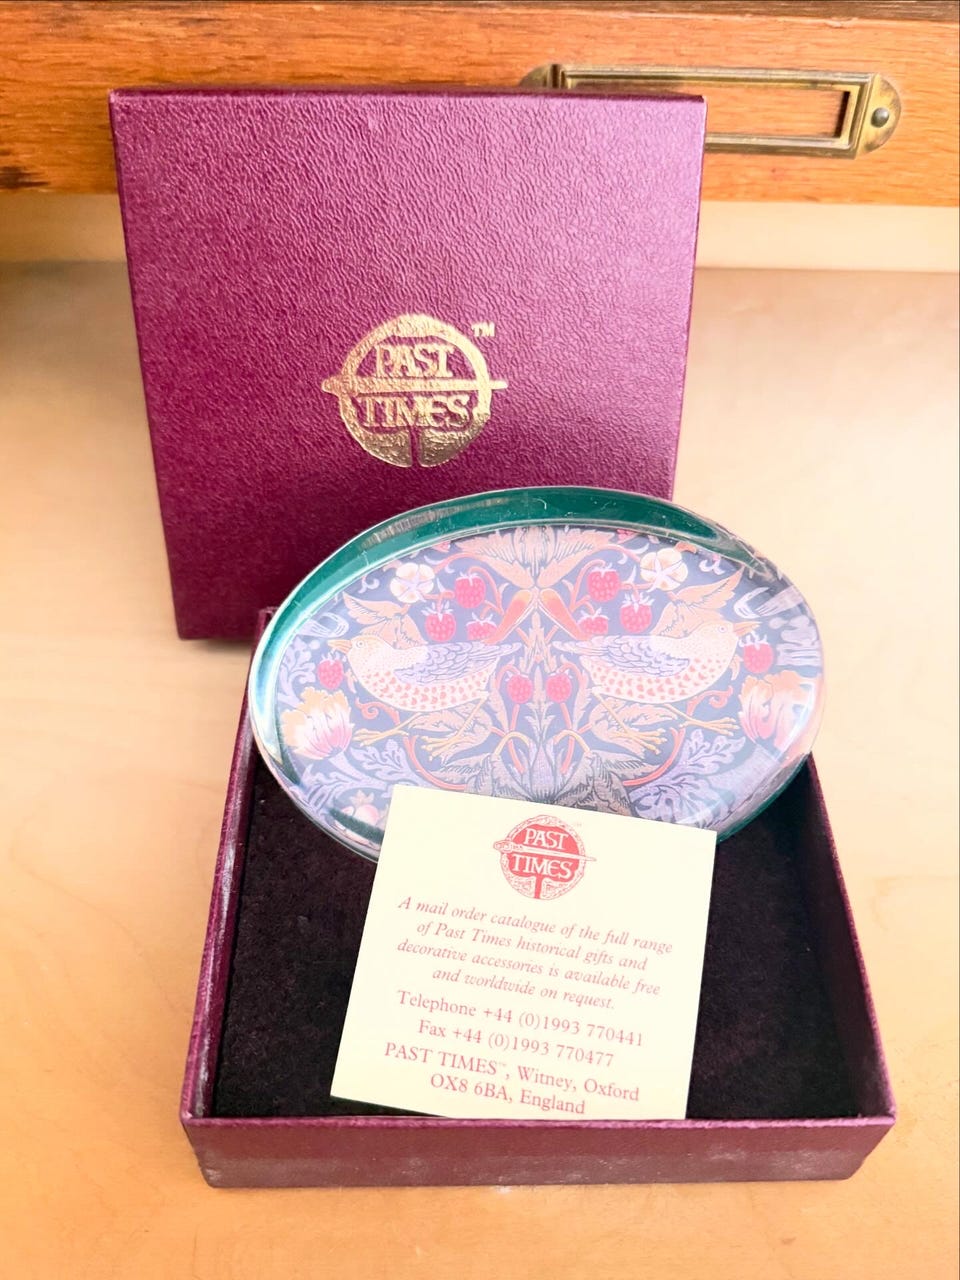 PAST
TIMES
TM
PAST
TIMES
A mail order catalogue of the full range
of Past Times historical gifts and
decorative accessories is available free
and worldwide on request.
Telephone +44 (0)1993 770441
Fax +44 (0)1993 770477
PAST TIMES™, Witney, Oxford
OX8 6BA, England